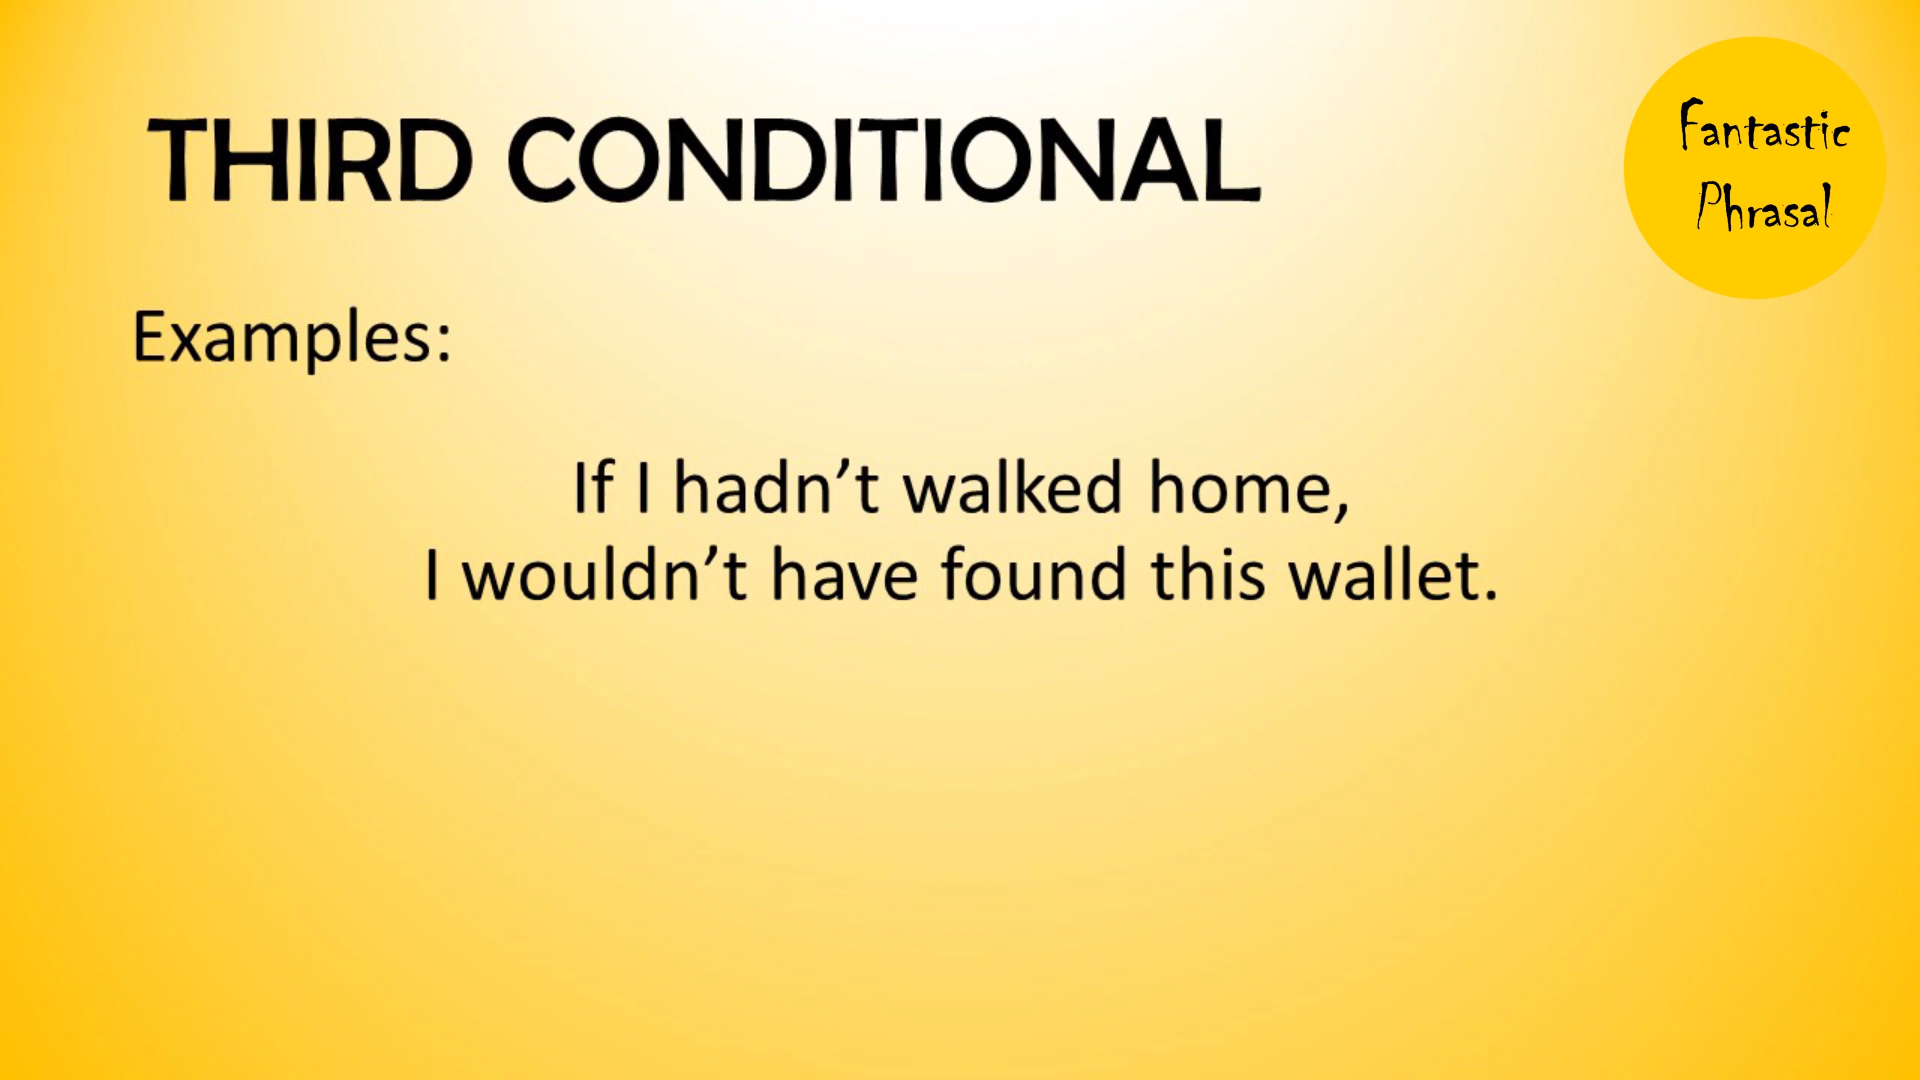 THIRD CONDITIONAL
Fantastic
Phrasal
Examples:
If I hadn’t walked home,
I wouldn’t have found this wallet.